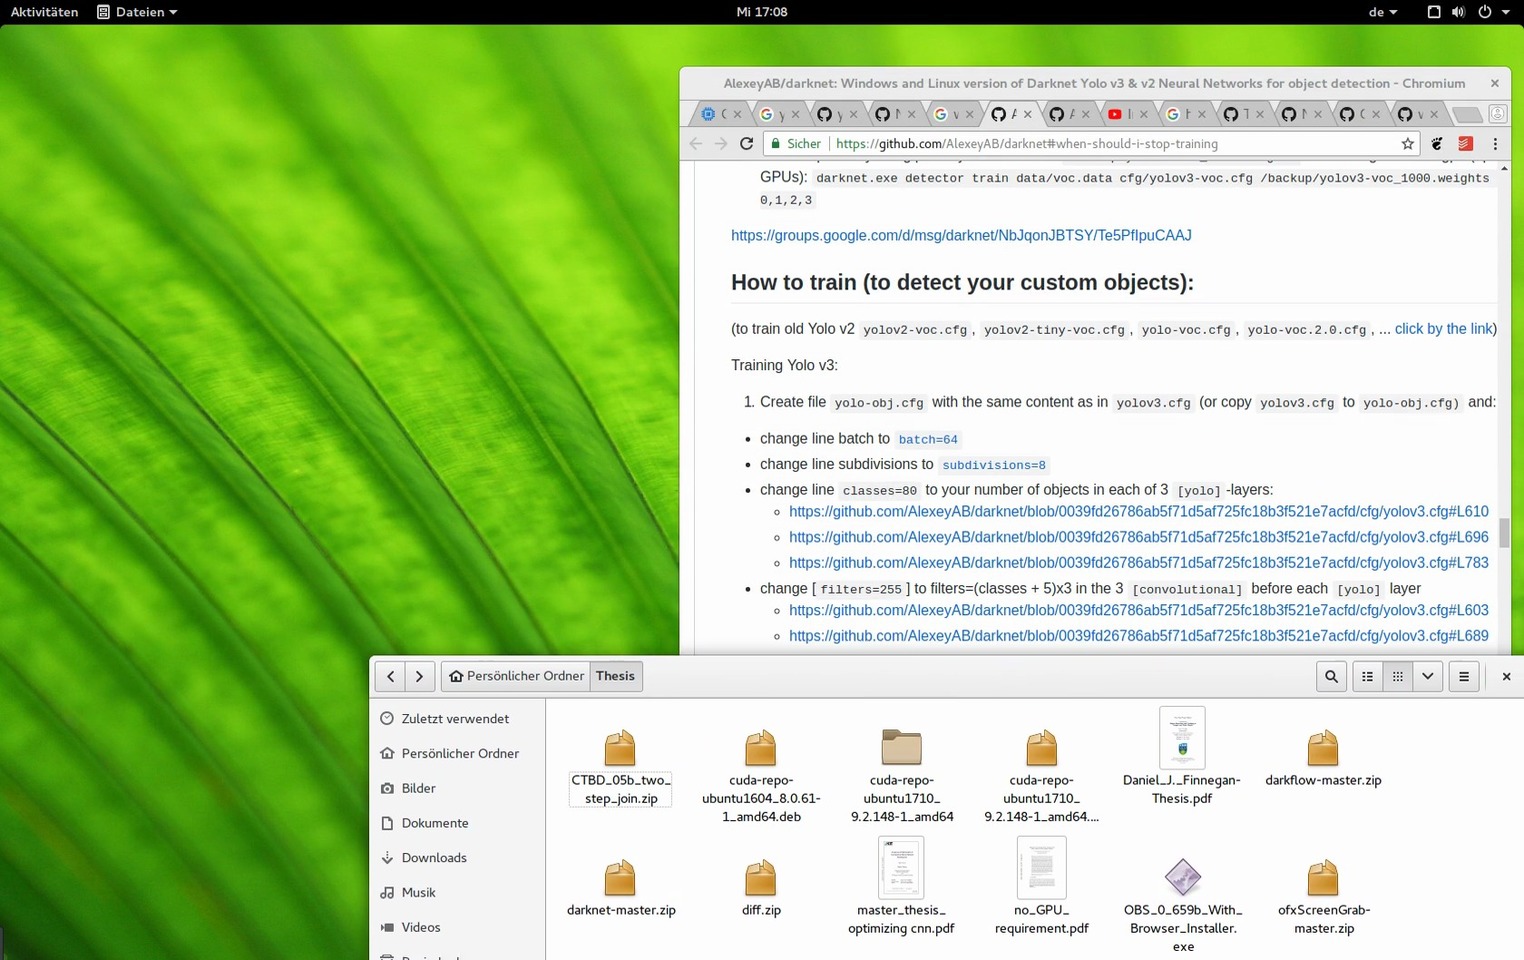 Aktivitäten Dateien Mi 17:08 de
AlexeyAB/darknet: Windows and Linux version of Darknet Yolo v3 & v2 Neural Networks for object detection - Chromium
Sicher https://github.com/AlexeyAB/darknet#when-should-i-stop-training
GPUs): darknet.exe detector train data/voc.data cfg/yolov3-voc.cfg /backup/yolov3-voc_1000.weights
0,1,2,3
https://groups.google.com/d/msg/darknet/NbJqonJBTSY/Te5PfIpuCAAJ
How to train (to detect your custom objects):
(to train old Yolo v2 yolov2-voc.cfg, yolov2-tiny-voc.cfg, yolo-voc.cfg, yolo-voc.2.0.cfg, ... click by the link)
Training Yolo v3:
1. Create file yolo-obj.cfg with the same content as in yolov3.cfg (or copy yolov3.cfg to yolo-obj.cfg) and:
• change line batch to batch=64
• change line subdivisions to subdivisions=8
• change line classes=80 to your number of objects in each of 3 [yolo]-layers:
https://github.com/AlexeyAB/darknet/blob/0039fd26786ab5f71d5af725fc18b3f521e7acfd/cfg/yolov3.cfg#L610
https://github.com/AlexeyAB/darknet/blob/0039fd26786ab5f71d5af725fc18b3f521e7acfd/cfg/yolov3.cfg#L696
https://github.com/AlexeyAB/darknet/blob/0039fd26786ab5f71d5af725fc18b3f521e7acfd/cfg/yolov3.cfg#L783
• change [filters=255] to filters=(classes + 5)x3 in the 3 [convolutional] before each [yolo] layer
https://github.com/AlexeyAB/darknet/blob/0039fd26786ab5f71d5af725fc18b3f521e7acfd/cfg/yolov3.cfg#L603
https://github.com/AlexeyAB/darknet/blob/0039fd26786ab5f71d5af725fc18b3f521e7acfd/cfg/yolov3.cfg#L689
Persönlicher Ordner Thesis
Zuletzt verwendet
Persönlicher Ordner
Bilder
Dokumente
Downloads
Musik
Videos
CTBD_05b_two_
step_join.zip
cuda-repo-
ubuntu1604_8.0.61-
1_amd64.deb
cuda-repo-
ubuntu1710_
9.2.148-1_amd64
cuda-repo-
ubuntu1710_
9.2.148-1_amd64....
Daniel_J._Finnegan-
Thesis.pdf
darkflow-master.zip
darknet-master.zip
diff.zip
master_thesis_
optimizing cnn.pdf
no_GPU_
requirement.pdf
OBS_0_659b_With_
Browser_Installer.
exe
ofxScreenGrab-
master.zip